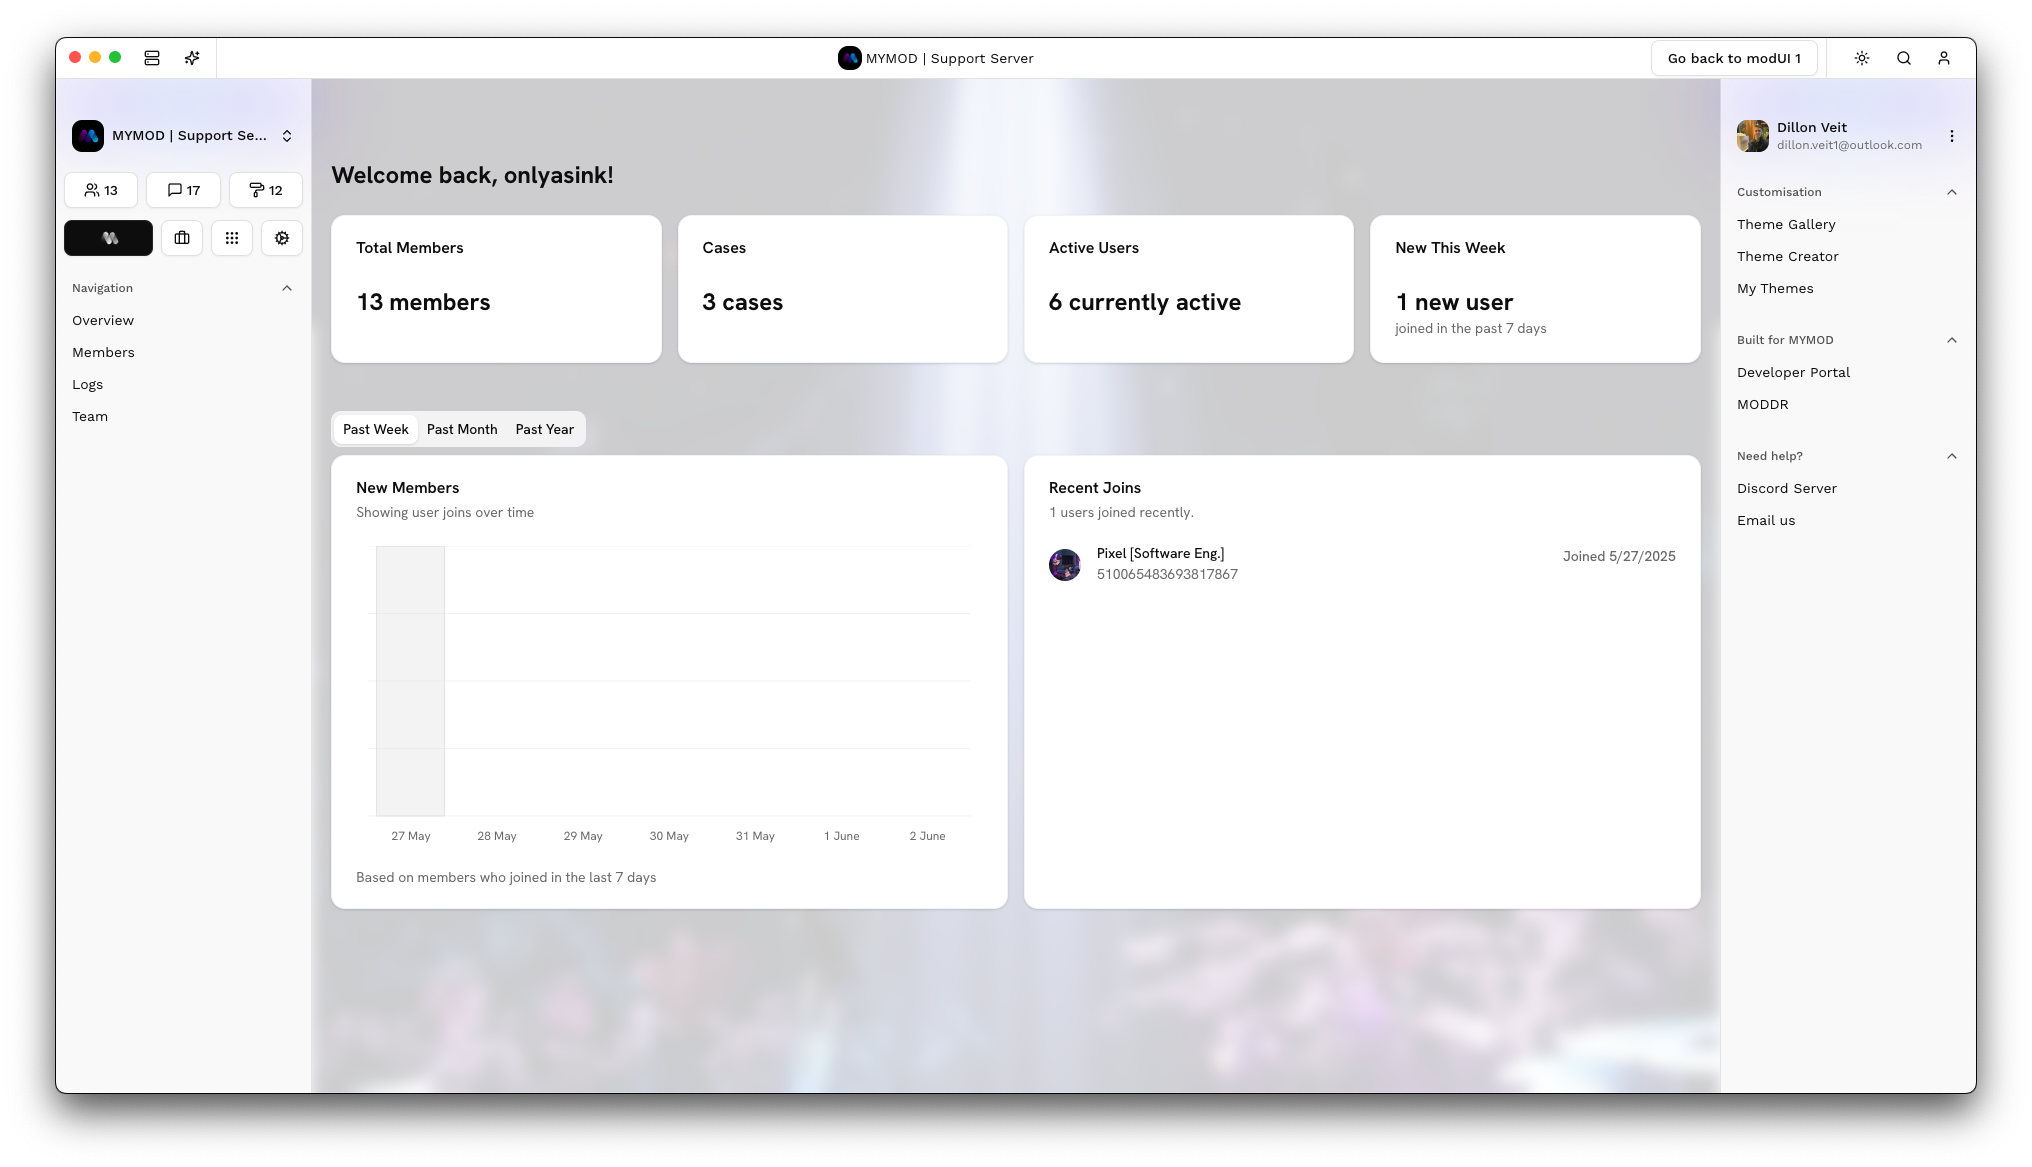 MYMOD | Support Server
Go back to modUI 1
MYMOD | Support Se...
13
17
12
Navigation
Overview
Members
Logs
Team
Welcome back, onlyasink!
Total Members
13 members
Cases
3 cases
Active Users
6 currently active
New This Week
1 new user
joined in the past 7 days
Past Week
Past Month
Past Year
New Members
Showing user joins over time
27 May
28 May
29 May
30 May
31 May
1 June
2 June
Based on members who joined in the last 7 days
Recent Joins
1 users joined recently.
Pixel [Software Eng.]
510065483693817867
Joined 5/27/2025
Dillon Veit
dillon.veit1@outlook.com
Customisation
Theme Gallery
Theme Creator
My Themes
Built for MYMOD
Developer Portal
MODDR
Need help?
Discord Server
Email us